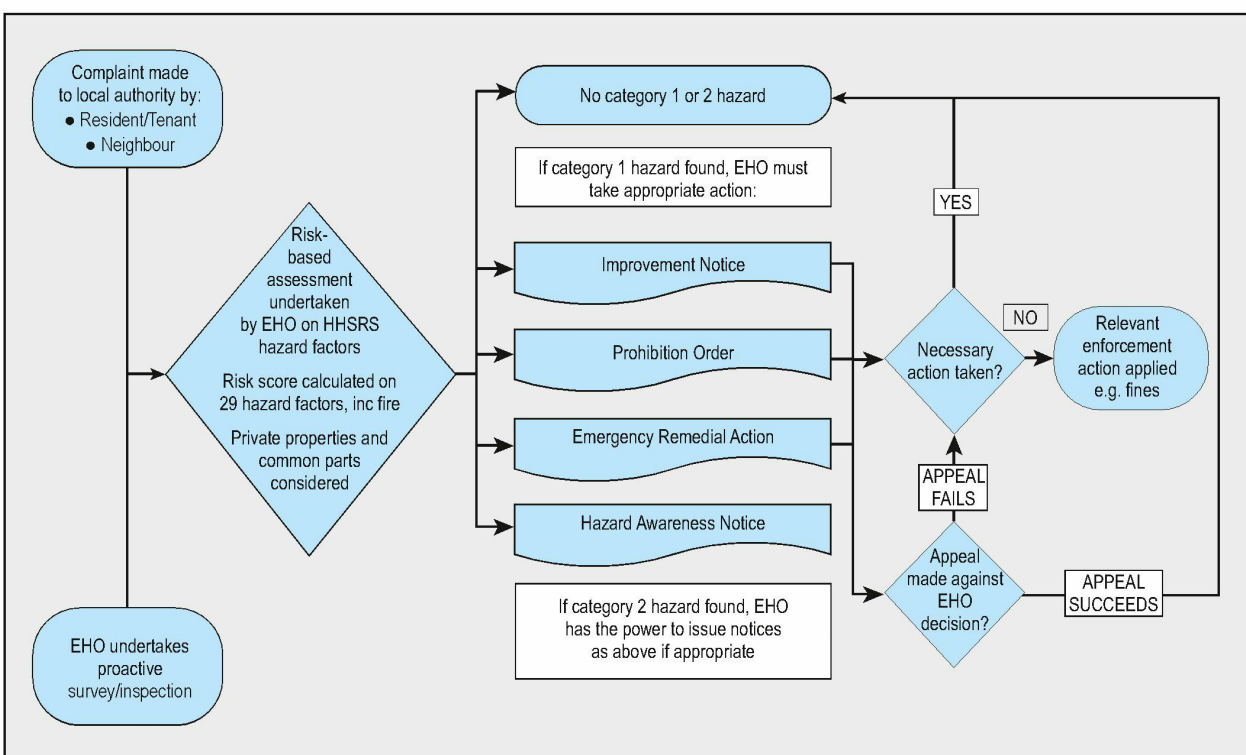 Complaint made
to local authority by:
● Resident/Tenant
● Neighbour
EHO undertakes
proactive
survey/inspection
Risk-
based
assessment
undertaken
by EHO on HHSRS
hazard factors
Risk score calculated on
29 hazard factors, inc fire
Private properties and
common parts
considered
No category 1 or 2 hazard
If category 1 hazard found, EHO must
take appropriate action:
Improvement Notice
Prohibition Order
Emergency Remedial Action
Hazard Awareness Notice
If category 2 hazard found, EHO
has the power to issue notices
as above if appropriate
YES
Necessary
action taken?
NO
Relevant
enforcement
action applied
e.g. fines
APPEAL
FAILS
Appeal
made against
EHO
decision?
APPEAL
SUCCEEDS